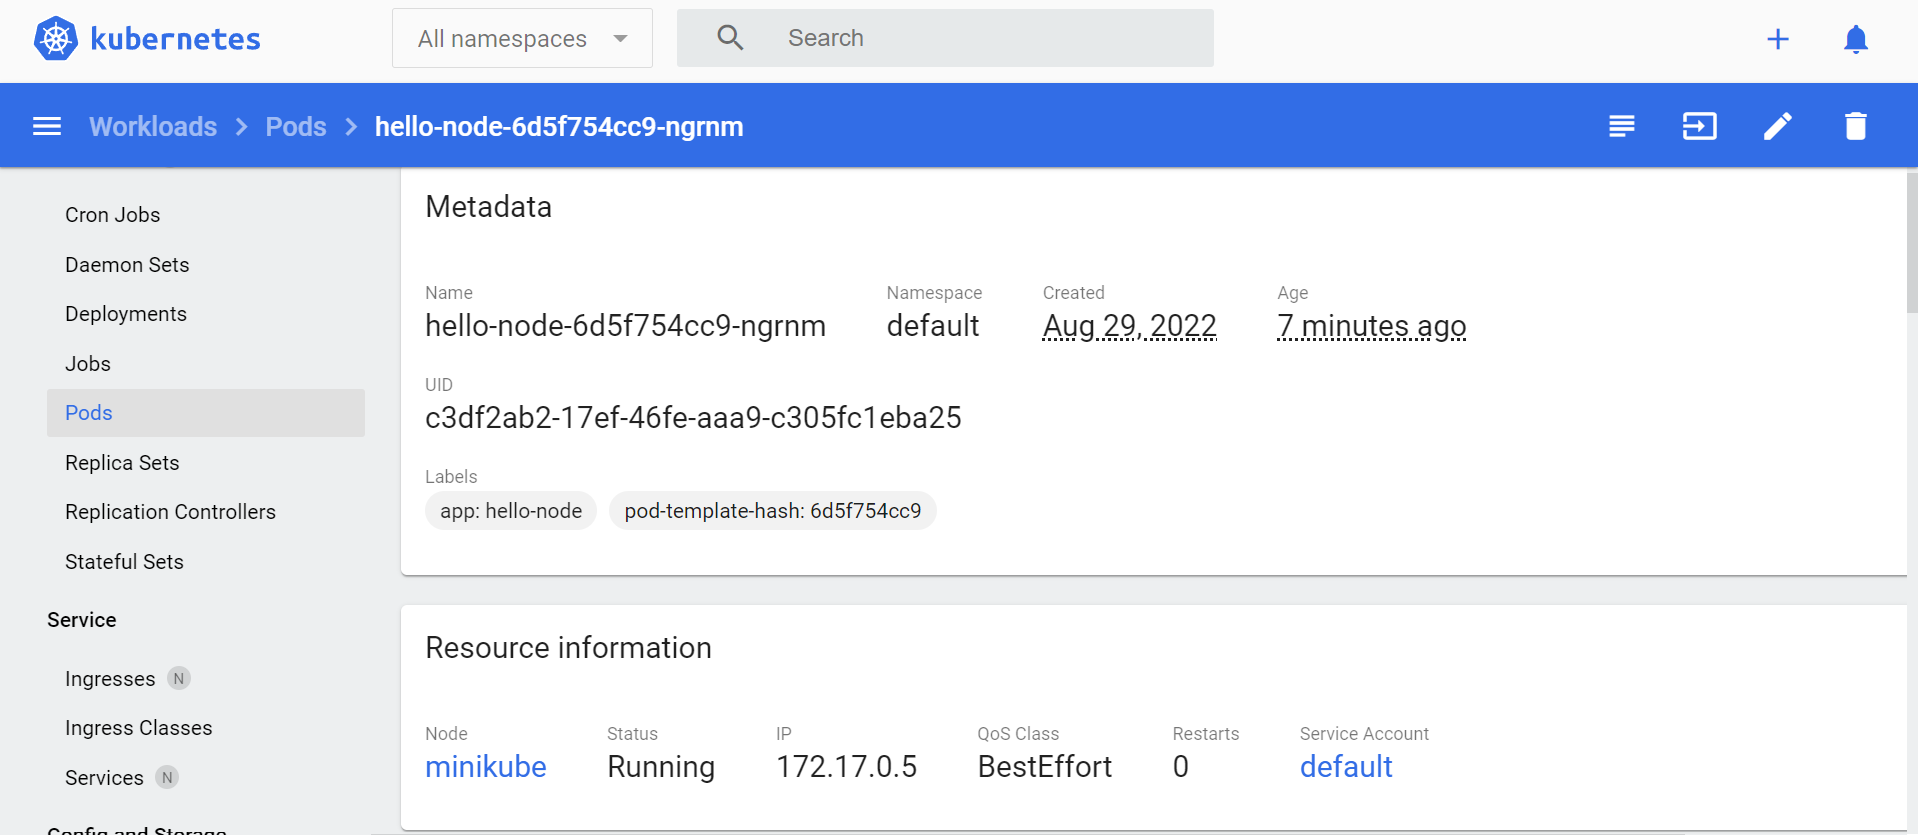 kubernetes
All namespaces
Search
Workloads > Pods > hello-node-6d5f754cc9-ngrnm
Cron Jobs
Daemon Sets
Deployments
Jobs
Pods
Replica Sets
Replication Controllers
Stateful Sets
Service
Ingresses N
Ingress Classes
Services N
Config and Storage
Metadata
Name Namespace Created Age
hello-node-6d5f754cc9-ngrnm default Aug 29, 2022 7 minutes ago
UID
c3df2ab2-17ef-46fe-aaa9-c305fc1eba25
Labels
app: hello-node pod-template-hash: 6d5f754cc9
Resource information
Node Status IP QoS Class Restarts Service Account
minikube Running 172.17.0.5 BestEffort 0 default